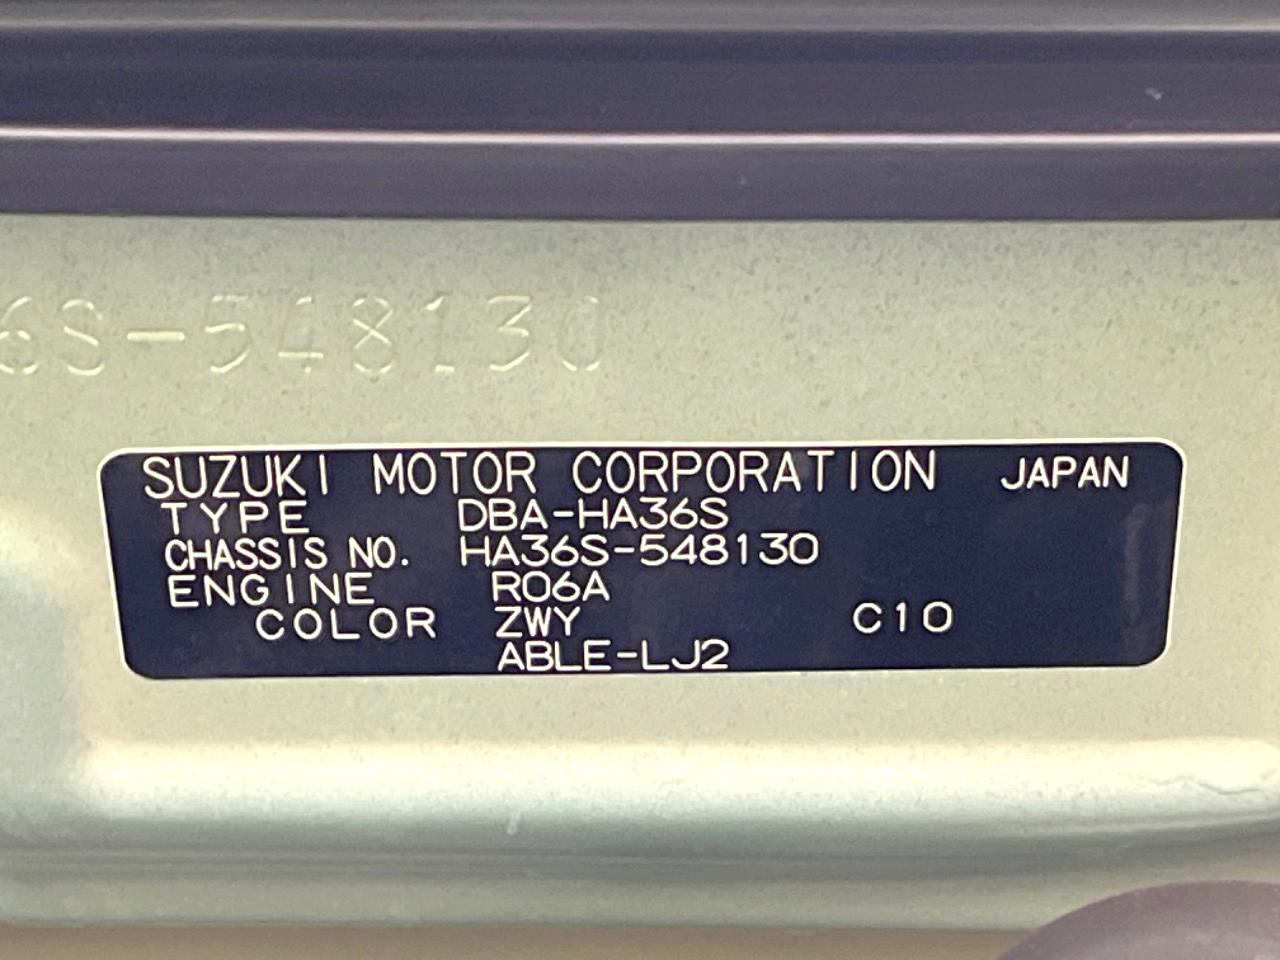 6S-548130
SUZUKI MOTOR CORPORATION JAPAN
TYPE DBA-HA36S
CHASSIS NO. HA36S-548130
ENGINE R06A
COLOR ZWY C10
ABLE-LJ2